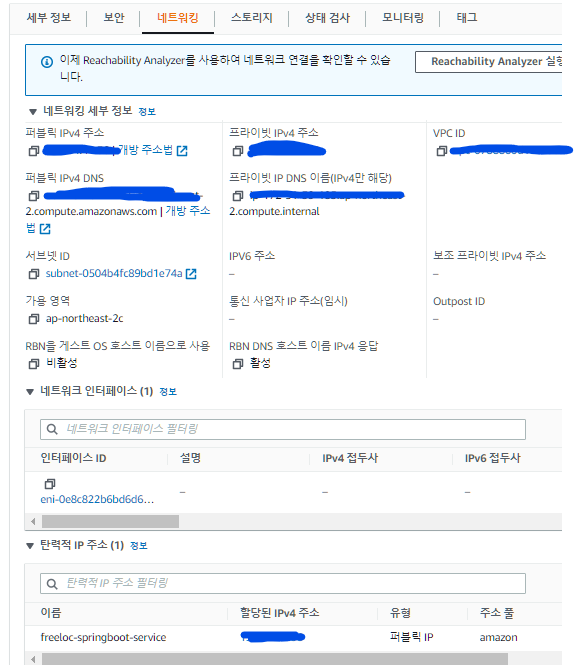 세부 정보 보안 네트워킹 스토리지 상태 검사 모니터링 태그
이제 Reachability Analyzer를 사용하여 네트워크 연결을 확인할 수 있습니다.
Reachability Analyzer 실행
▼ 네트워킹 세부 정보 정보
퍼블릭 IPv4 주소
| 개방 주소법
프라이빗 IPv4 주소
VPC ID
퍼블릭 IPv4 DNS
2.compute.amazonaws.com | 개방 주소법
프라이빗 IP DNS 이름(IPv4만 해당)
2.compute.internal
서브넷 ID
subnet-0504b4fc89bd1e74a
IPV6 주소
–
보조 프라이빗 IPv4 주소
–
가용 영역
ap-northeast-2c
통신 사업자 IP 주소(임시)
–
Outpost ID
–
RBN을 게스트 OS 호스트 이름으로 사용
비활성
RBN DNS 호스트 이름 IPv4 응답
활성
▼ 네트워크 인터페이스 (1) 정보
네트워크 인터페이스 필터링
인터페이스 ID 설명 IPv4 접두사 IPv6 접두사
eni-0e8c822b6bd6d6... – – –
▼ 탄력적 IP 주소 (1) 정보
탄력적 IP 주소 필터링
이름 할당된 IPv4 주소 유형 주소 풀
freeloc-springboot-service 퍼블릭 IP amazon